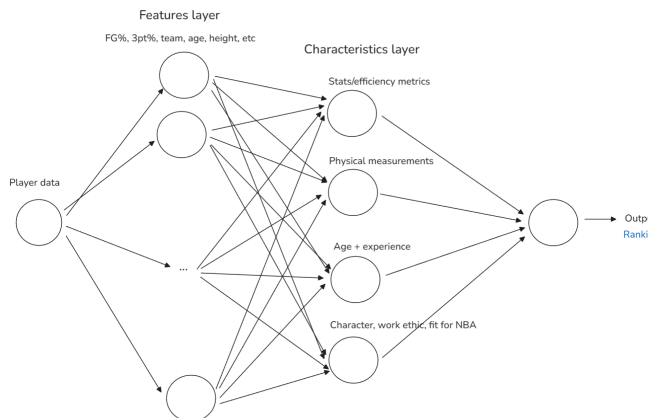 Features layer
FG%, 3pt%, team, age, height, etc
Characteristics layer
Stats/efficiency metrics
Physical measurements
Player data
...
Age + experience
Character, work ethic, fit for NBA